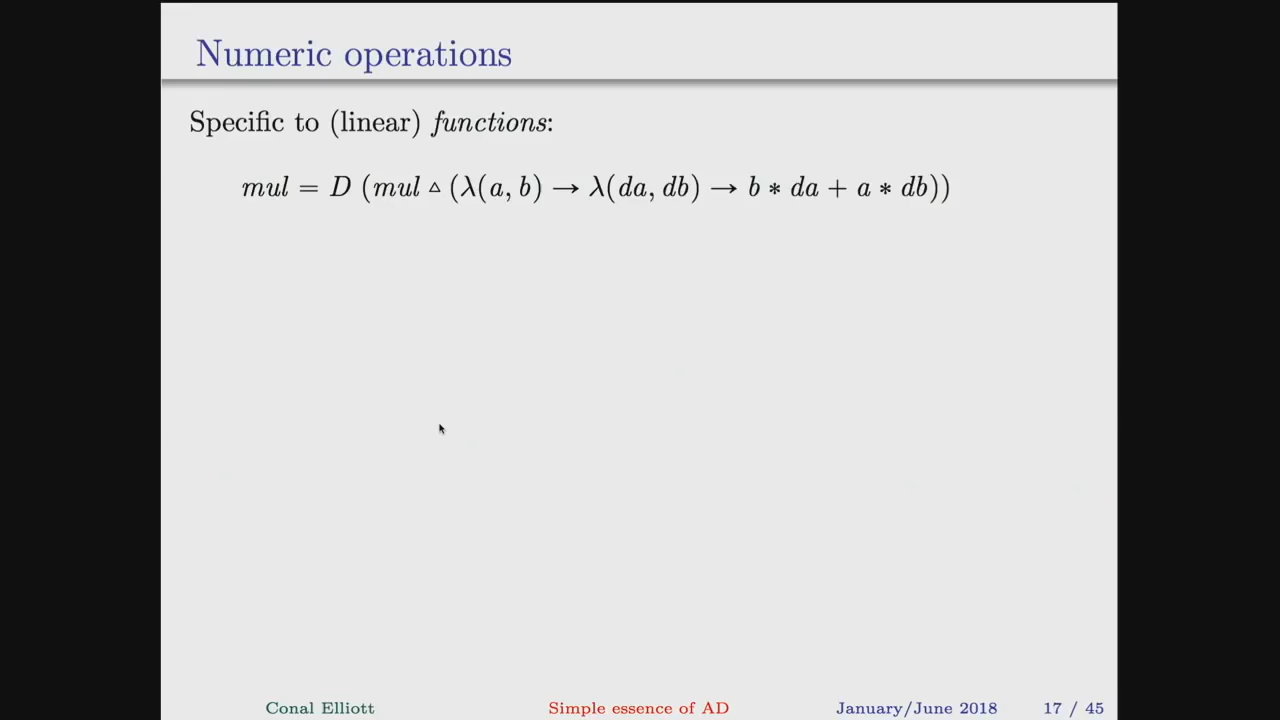 Numeric operations
Specific to (linear) functions:
mul = D (mul ▵ (λ(a, b) → λ(da, db) → b * da + a * db))
Conal Elliott Simple essence of AD January/June 2018 17 / 45